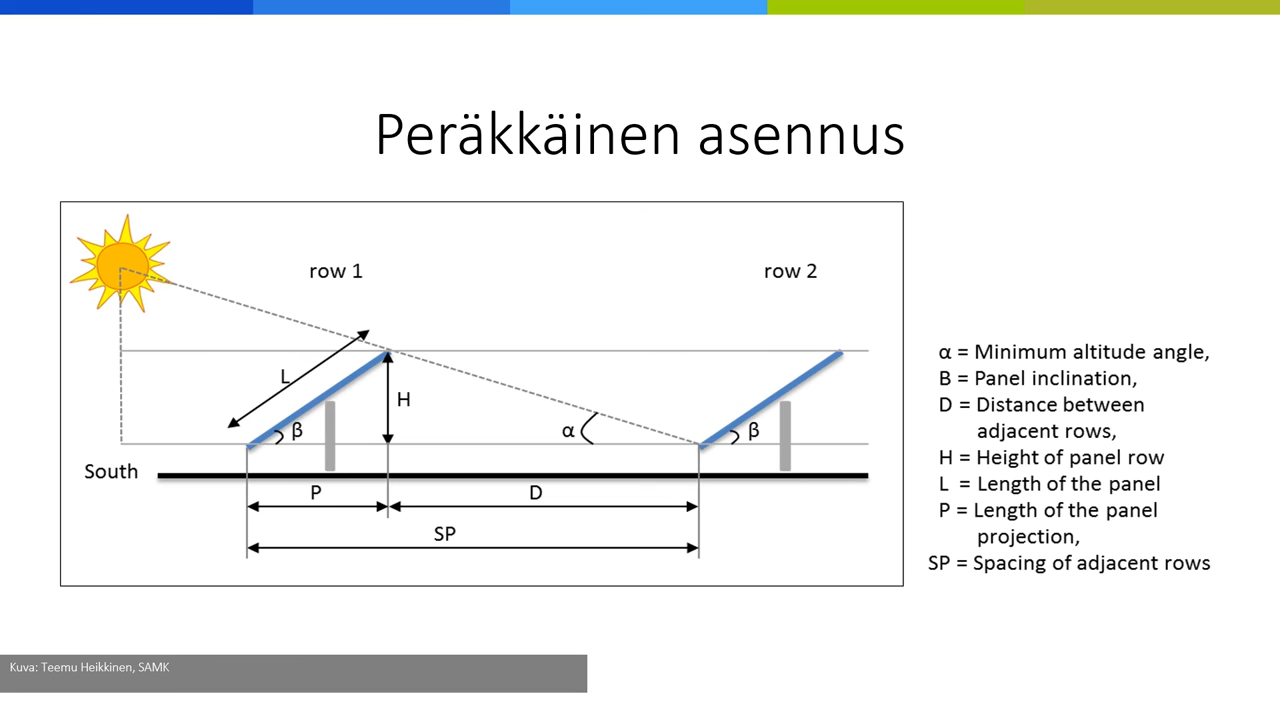 Peräkkäinen asennus
row 1
row 2
L
H
β
α
β
South
P
D
SP
α = Minimum altitude angle,
B = Panel inclination,
D = Distance between
adjacent rows,
H = Height of panel row
L = Length of the panel
P = Length of the panel
projection,
SP = Spacing of adjacent rows
Kuva: Teemu Heikkinen, SAMK